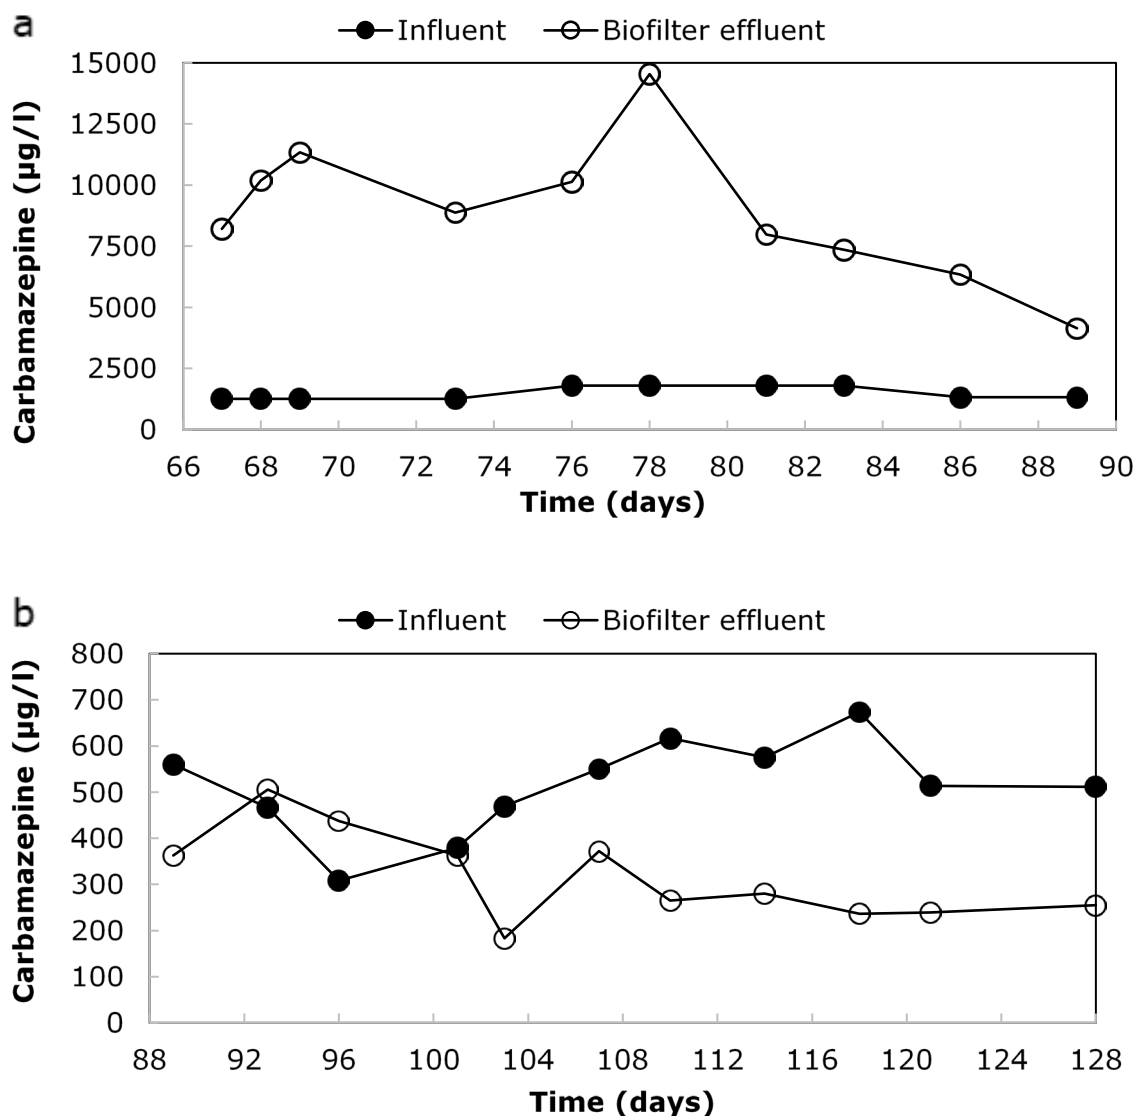 a
Influent Biofilter effluent
15000
12500
10000
7500
5000
2500
0
Carbamazepine (µg/l)
66 68 70 72 74 76 78 80 82 84 86 88 90
Time (days)
b
Influent Biofilter effluent
800
700
600
500
400
300
200
100
0
Carbamazepine (µg/l)
88 92 96 100 104 108 112 116 120 124 128
Time (days)